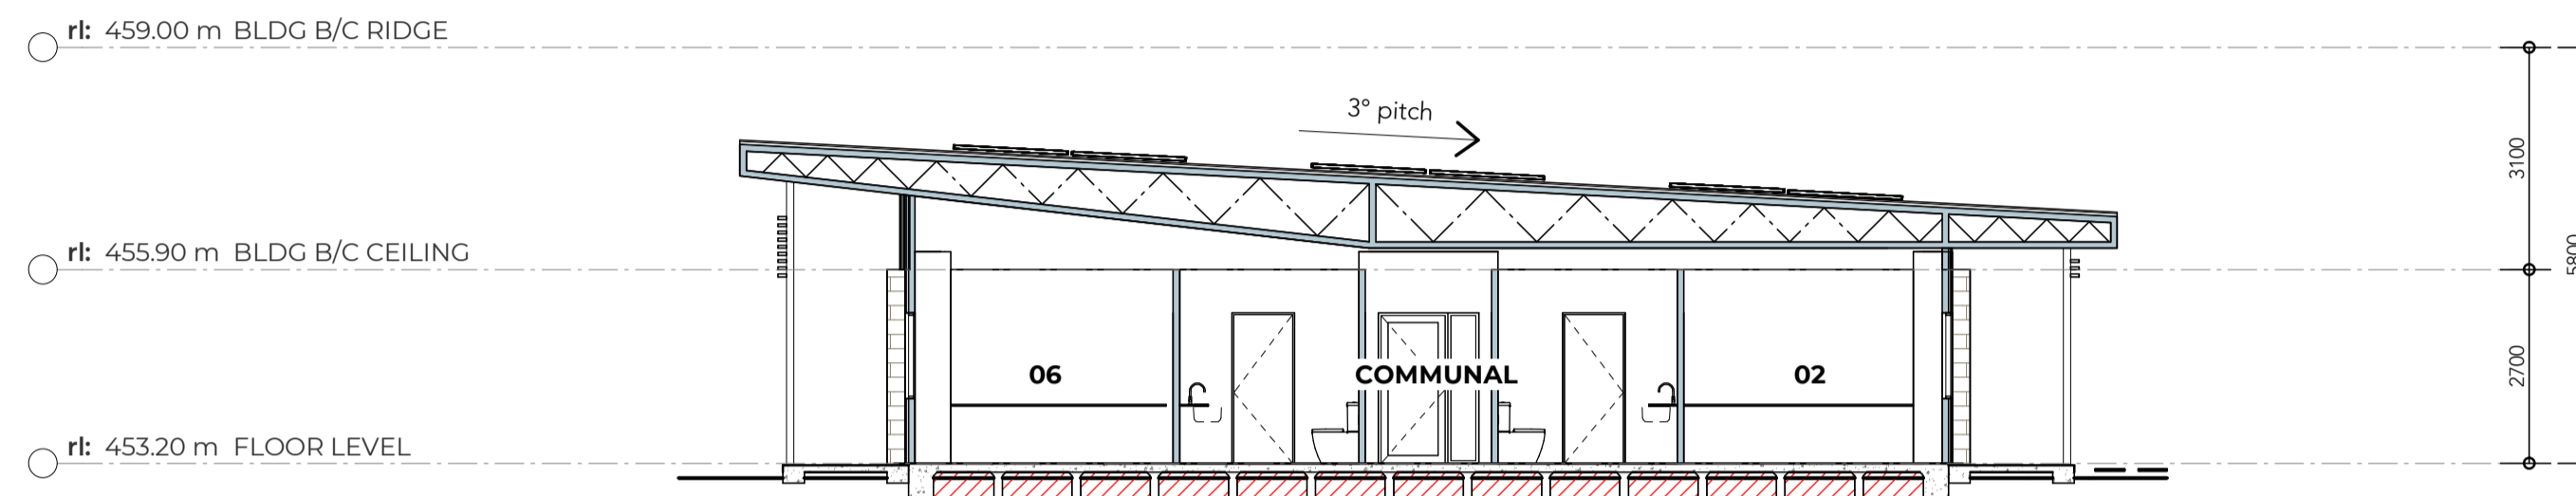 rl: 459.00 m BLDG B/C RIDGE
3° pitch
3100
rl: 455.90 m BLDG B/C CEILING
5800
06
COMMUNAL
02
2700
rl: 453.20 m FLOOR LEVEL